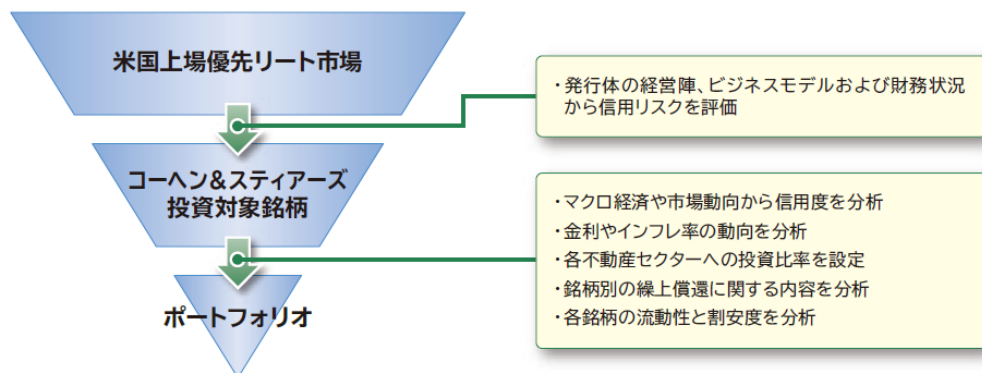 米国上場優先リート市場
・発行体の経営陣、ビジネスモデルおよび財務状況
から信用リスクを評価
コーヘン&スティアーズ
投資対象銘柄
・マクロ経済や市場動向から信用度を分析
・金利やインフレ率の動向を分析
・各不動産セクターへの投資比率を設定
・銘柄別の繰上償還に関する内容を分析
・各銘柄の流動性と割安度を分析
ポートフォリオ